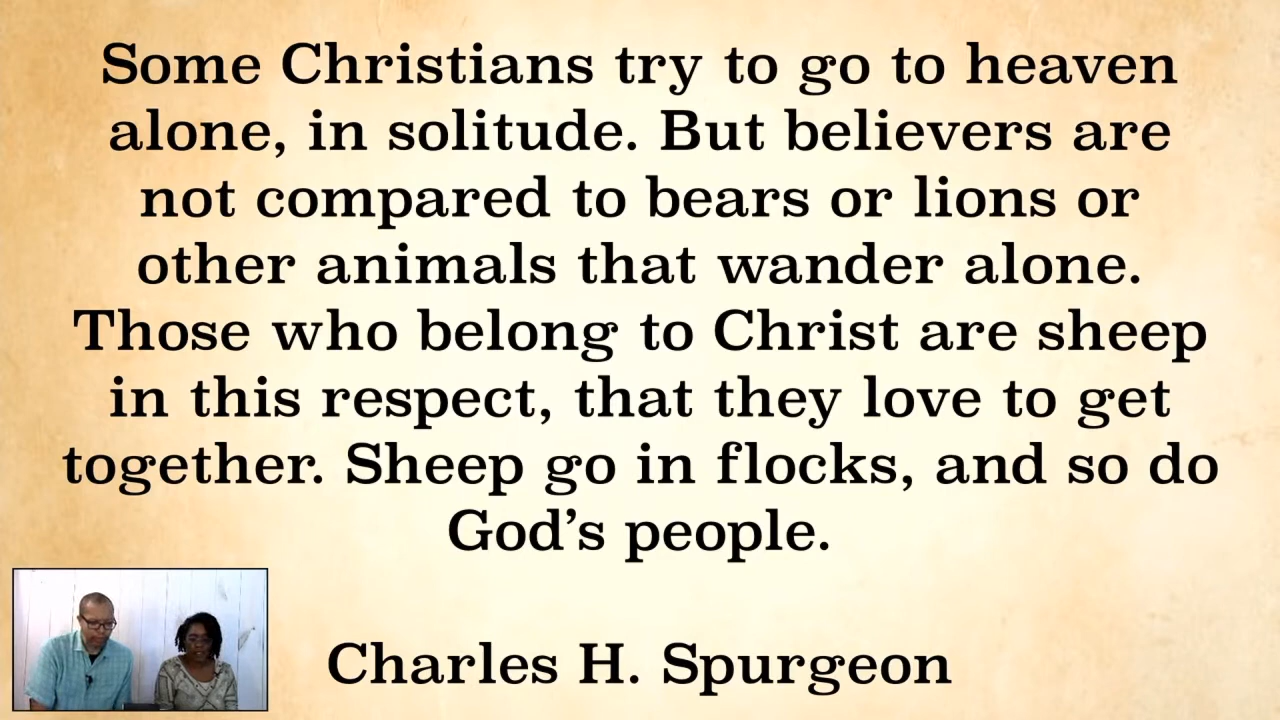 Some Christians try to go to heaven
alone, in solitude. But believers are
not compared to bears or lions or
other animals that wander alone.
Those who belong to Christ are sheep
in this respect, that they love to get
together. Sheep go in flocks, and so do
God’s people.
Charles H. Spurgeon